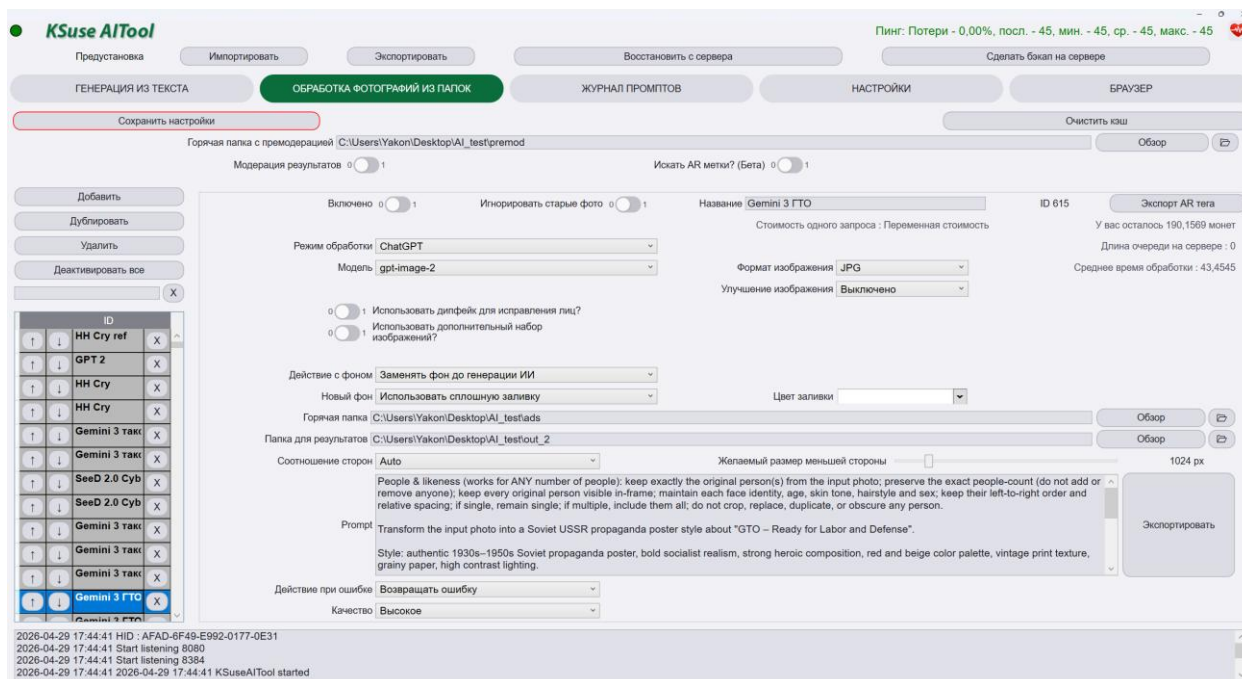 KSuse AITool
Пинг: Потери - 0,00%, посл. - 45, мин. - 45, ср. - 45, макс. - 45
Предустановка Импортировать Экспортировать Восстановить с сервера Сделать бэкап на сервере
ГЕНЕРАЦИЯ ИЗ ТЕКСТА ОБРАБОТКА ФОТОГРАФИЙ ИЗ ПАПОК ЖУРНАЛ ПРОМПТОВ НАСТРОЙКИ БРАУЗЕР
Сохранить настройки Очистить кэш
Горячая папка с премодерацией C:\Users\Yakon\Desktop\AI_test\premod Обзор
Модерация результатов 0 1 Искать AR метки? (Бета) 0 1
Добавить
Дублировать
Удалить
Деактивировать все
X
ID
↑ ↓ HH Cry ref X
↑ ↓ GPT 2 X
↑ ↓ HH Cry X
↑ ↓ HH Cry X
↑ ↓ Gemini 3 такс X
↑ ↓ Gemini 3 такс X
↑ ↓ SeeD 2.0 Cyb X
↑ ↓ SeeD 2.0 Cyb X
↑ ↓ Gemini 3 такс X
↑ ↓ Gemini 3 такс X
↑ ↓ Gemini 3 такс X
↑ ↓ Gemini 3 ГТО X
Gemini 3 ГТО
Включено 0 1 Игнорировать старые фото 0 1 Название Gemini 3 ГТО ID 615 Экспорт AR тега
Стоимость одного запроса : Переменная стоимость У вас осталось 190,1569 монет
Режим обработки ChatGPT Длина очереди на сервере : 0
Модель gpt-image-2 Формат изображения JPG Среднее время обработки : 43,4545
Улучшение изображения Выключено
0 1 Использовать дипфейк для исправления лиц?
0 1 Использовать дополнительный набор
изображений?
Действие с фоном Заменять фон до генерации ИИ
Новый фон Использовать сплошную заливку Цвет заливки
Горячая папка C:\Users\Yakon\Desktop\AI_test\ads Обзор
Папка для результатов C:\Users\Yakon\Desktop\AI_test\out_2 Обзор
Соотношение сторон Auto Желаемый размер меньшей стороны 1024 px
People & likeness (works for ANY number of people): keep exactly the original person(s) from the input photo; preserve the exact people-count (do not add or
remove anyone); keep every original person visible in-frame; maintain each face identity, age, skin tone, hairstyle and sex; keep their left-to-right order and
relative spacing; if single, remain single; if multiple, include them all; do not crop, replace, duplicate, or obscure any person.
Prompt Transform the input photo into a Soviet USSR propaganda poster style about "GTO – Ready for Labor and Defense". Экспортировать
Style: authentic 1930s–1950s Soviet propaganda poster, bold socialist realism, strong heroic composition, red and beige color palette, vintage print texture,
grainy paper, high contrast lighting.
Действие при ошибке Возвращать ошибку
Качество Высокое
2026-04-29 17:44:41 HID : AFAD-6F49-E992-0177-0E31
2026-04-29 17:44:41 Start listening 8080
2026-04-29 17:44:41 Start listening 8384
2026-04-29 17:44:41 2026-04-29 17:44:41 KSuseAITool started